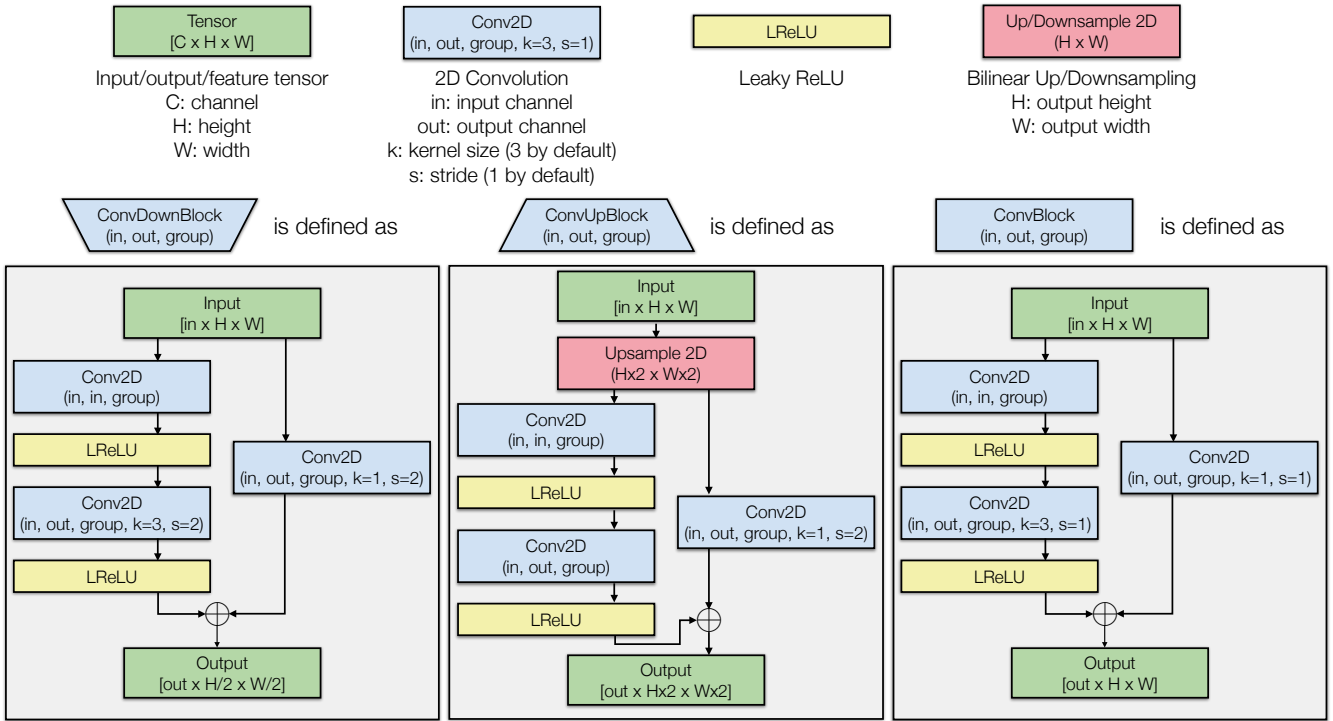 Tensor
[C x H x W]
Input/output/feature tensor
C: channel
H: height
W: width
Conv2D
(in, out, group, k=3, s=1)
2D Convolution
in: input channel
out: output channel
k: kernel size (3 by default)
s: stride (1 by default)
LReLU
Leaky ReLU
Up/Downsample 2D
(H x W)
Bilinear Up/Downsampling
H: output height
W: output width
ConvDownBlock
(in, out, group)
is defined as
ConvUpBlock
(in, out, group)
is defined as
ConvBlock
(in, out, group)
is defined as
Input
[in x H x W]
Conv2D
(in, in, group)
LReLU
Conv2D
(in, out, group, k=3, s=2)
LReLU
Conv2D
(in, out, group, k=1, s=2)
Output
[out x H/2 x W/2]
Input
[in x H x W]
Upsample 2D
(Hx2 x Wx2)
Conv2D
(in, in, group)
LReLU
Conv2D
(in, out, group)
LReLU
Conv2D
(in, out, group, k=1, s=2)
Output
[out x Hx2 x Wx2]
Input
[in x H x W]
Conv2D
(in, in, group)
LReLU
Conv2D
(in, out, group, k=3, s=1)
LReLU
Conv2D
(in, out, group, k=1, s=1)
Output
[out x H x W]